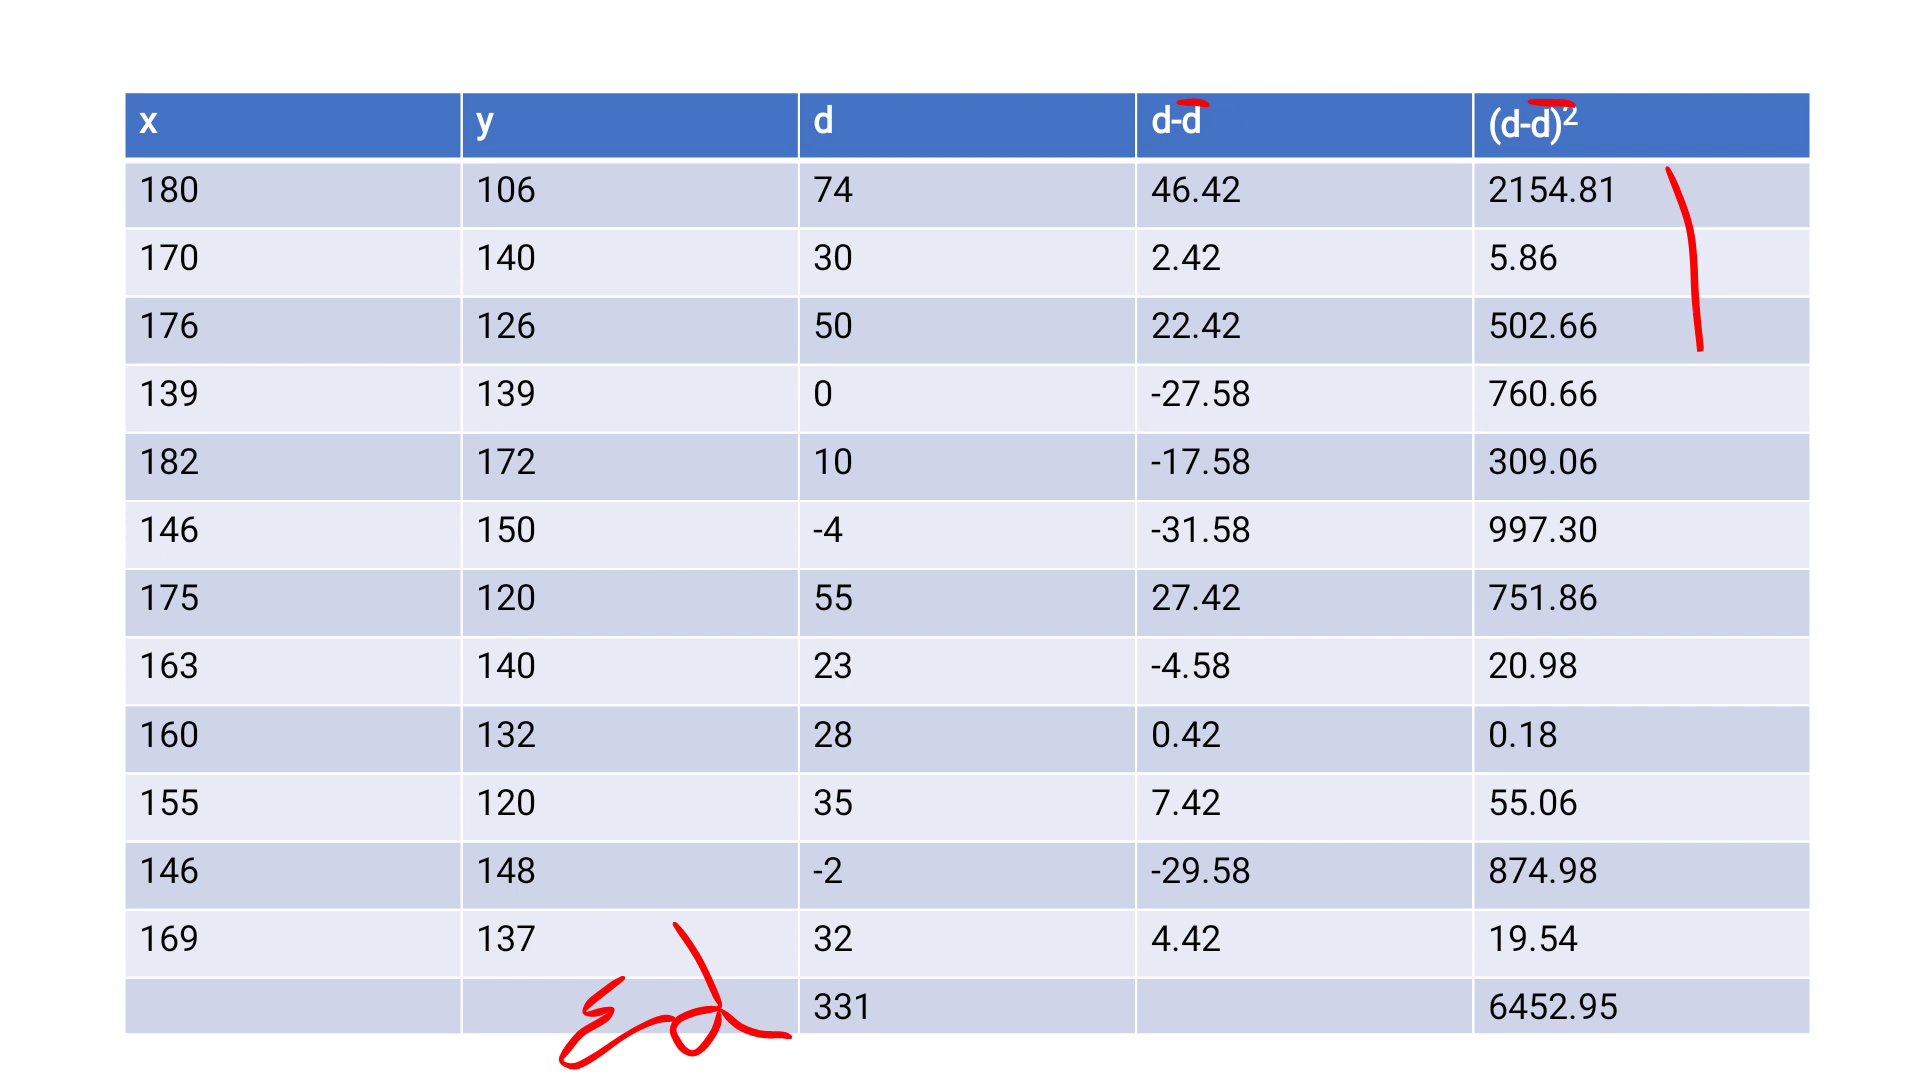 x y d d-d̄ (d-d̄)²
180 106 74 46.42 2154.81
170 140 30 2.42 5.86
176 126 50 22.42 502.66
139 139 0 -27.58 760.66
182 172 10 -17.58 309.06
146 150 -4 -31.58 997.30
175 120 55 27.42 751.86
163 140 23 -4.58 20.98
160 132 28 0.42 0.18
155 120 35 7.42 55.06
146 148 -2 -29.58 874.98
169 137 32 4.42 19.54
Σd 331 6452.95